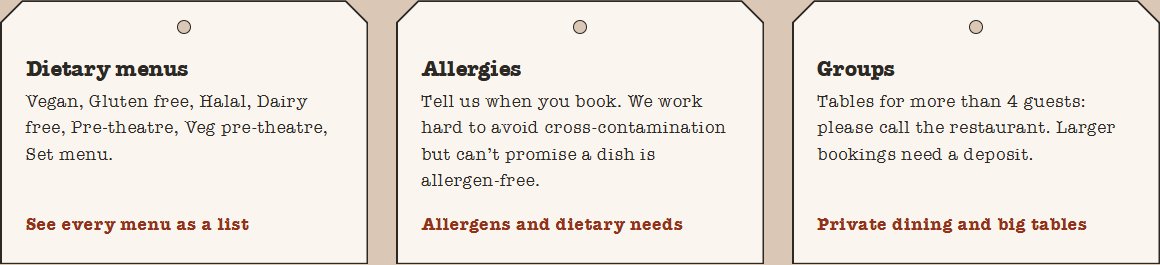 Dietary menus
Vegan, Gluten free, Halal, Dairy
free, Pre-theatre, Veg pre-theatre,
Set menu.
See every menu as a list
Allergies
Tell us when you book. We work
hard to avoid cross-contamination
but can’t promise a dish is
allergen-free.
Allergens and dietary needs
Groups
Tables for more than 4 guests:
please call the restaurant. Larger
bookings need a deposit.
Private dining and big tables